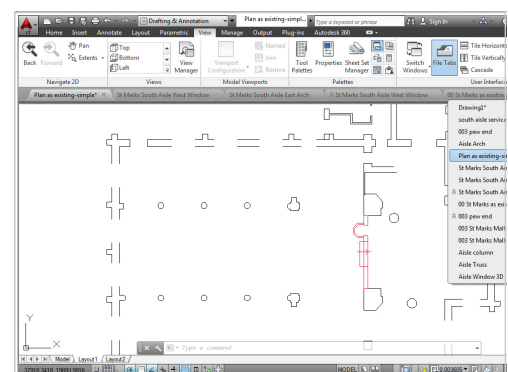 Drafting & Annotation
Plan as existing-simpl...
Type a keyword or phrase
Sign In
Home Insert Annotate Layout Parametric View Manage Output Plug-ins Autodesk 360
Back Forward
Pan
Extents
Top
Bottom
Left
View Manager
Viewport Configuration
Named
Join
Restore
Tool Palettes
Properties
Sheet Set Manager
Switch Windows
File Tabs
Tile Horizont
Tile Vertically
Cascade
Navigate 2D Views Model Viewports Palettes User Interfac
Plan as existing-simple* St Marks South Aisle West Window St Marks South Aisle East Arch St Marks South Aisle West Window 00 St Marks as existin
Drawing1*
south aisle servic
003 pew end
Aisle Arch
Plan as existing-si
St Marks South Ai
St Marks South Ai
St Marks South Ai
00 St Marks as exi
003 pew end
003 St Marks Mall
003 St Marks Mall
Aisle column
Aisle Truss
Aisle Window 3D
Y
X
Type a command
Model Layout1 Layout2
MODEL